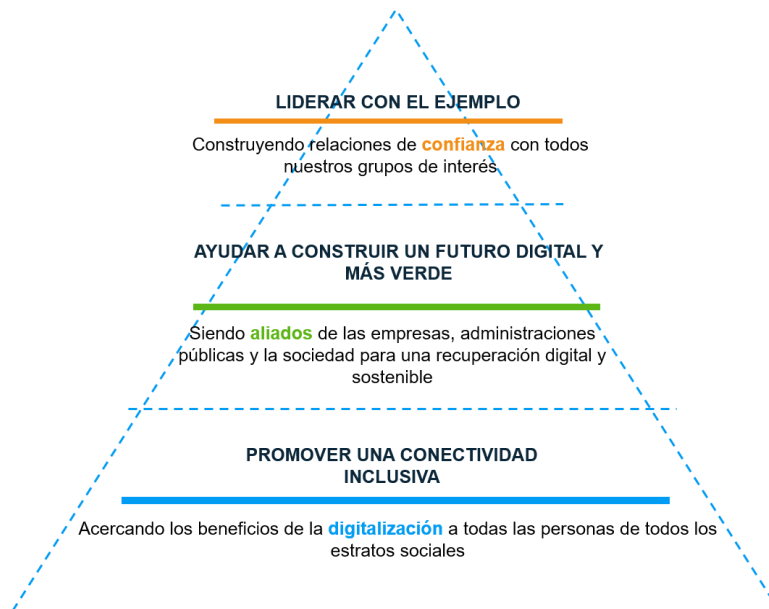 LIDERAR CON EL EJEMPLO
Construyendo relaciones de confianza con todos
nuestros grupos de interés
AYUDAR A CONSTRUIR UN FUTURO DIGITAL Y
MÁS VERDE
Siendo aliados de las empresas, administraciones
públicas y la sociedad para una recuperación digital y
sostenible
PROMOVER UNA CONECTIVIDAD
INCLUSIVA
Acercando los beneficios de la digitalización a todas las personas de todos los
estratos sociales